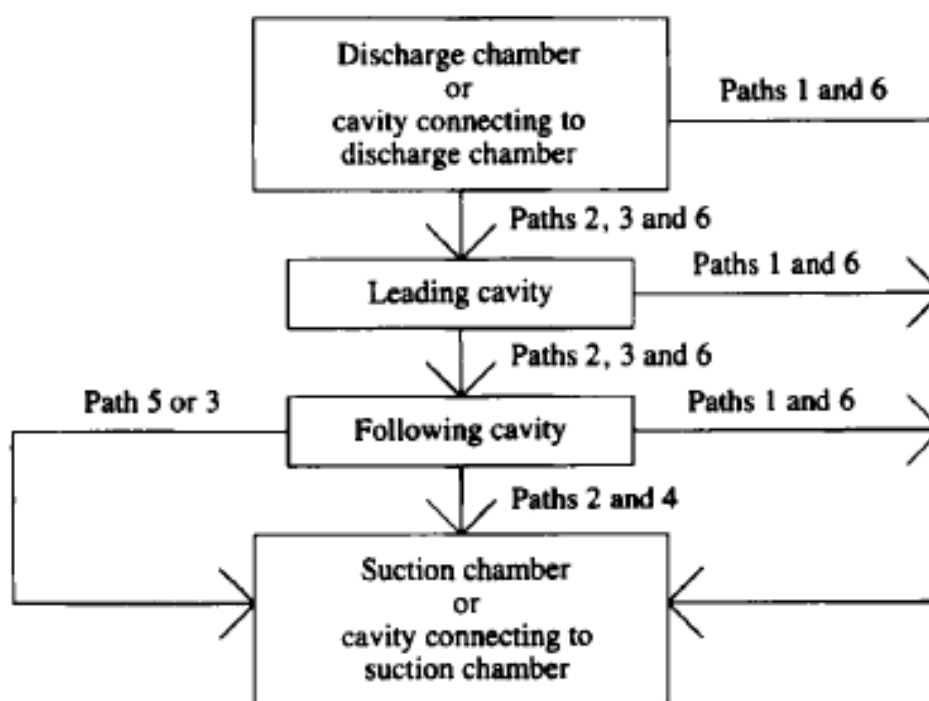 Discharge chamber
or
cavity connecting to
discharge chamber
Paths 1 and 6
Paths 2, 3 and 6
Leading cavity
Paths 1 and 6
Paths 2, 3 and 6
Path 5 or 3
Following cavity
Paths 1 and 6
Paths 2 and 4
Suction chamber
or
cavity connecting to
suction chamber